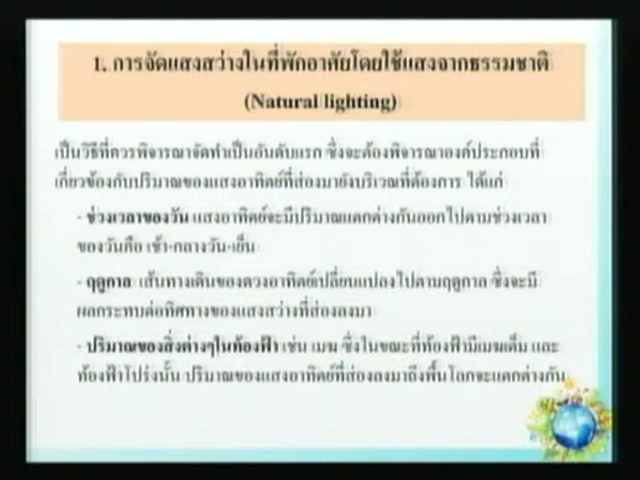 1. การจัดแสงสว่างในที่พักอาศัยโดยใช้แสงจากธรรมชาติ
(Natural lighting)
เป็นวิธีที่ควรพิจารณาจัดทำเป็นอันดับแรก ซึ่งจะต้องพิจารณาองค์ประกอบที่
เกี่ยวข้องกับปริมาณของแสงอาทิตย์ที่ส่องมายังบริเวณที่ต้องการ ได้แก่
- ช่วงเวลาของวัน แสงอาทิตย์จะมีปริมาณแตกต่างกันออกไปตามช่วงเวลา
ของวันคือ เช้า-กลางวัน-เย็น
- ฤดูกาล เส้นทางเดินของดวงอาทิตย์เปลี่ยนแปลงไปตามฤดูกาล ซึ่งจะมี
ผลกระทบต่อทิศทางของแสงสว่างที่ส่องลงมา
- ปริมาณของสิ่งต่างๆในท้องฟ้า เช่น เมฆ ซึ่งในขณะที่ท้องฟ้ามีเมฆเต็ม และ
ท้องฟ้าโปร่งนั้น ปริมาณของแสงอาทิตย์ที่ส่องลงมาถึงพื้นโลกจะแตกต่างกัน